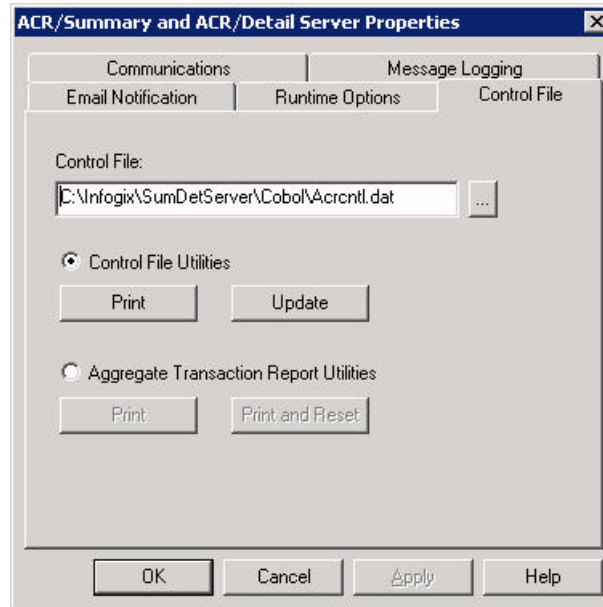 ACR/Summary and ACR/Detail Server Properties
Communications
Message Logging
Email Notification
Runtime Options
Control File
Control File:
C:\Infogix\SumDetServer\Cobol\Acrcntl.dat
...
Control File Utilities
Print
Update
Aggregate Transaction Report Utilities
Print
Print and Reset
OK
Cancel
Apply
Help